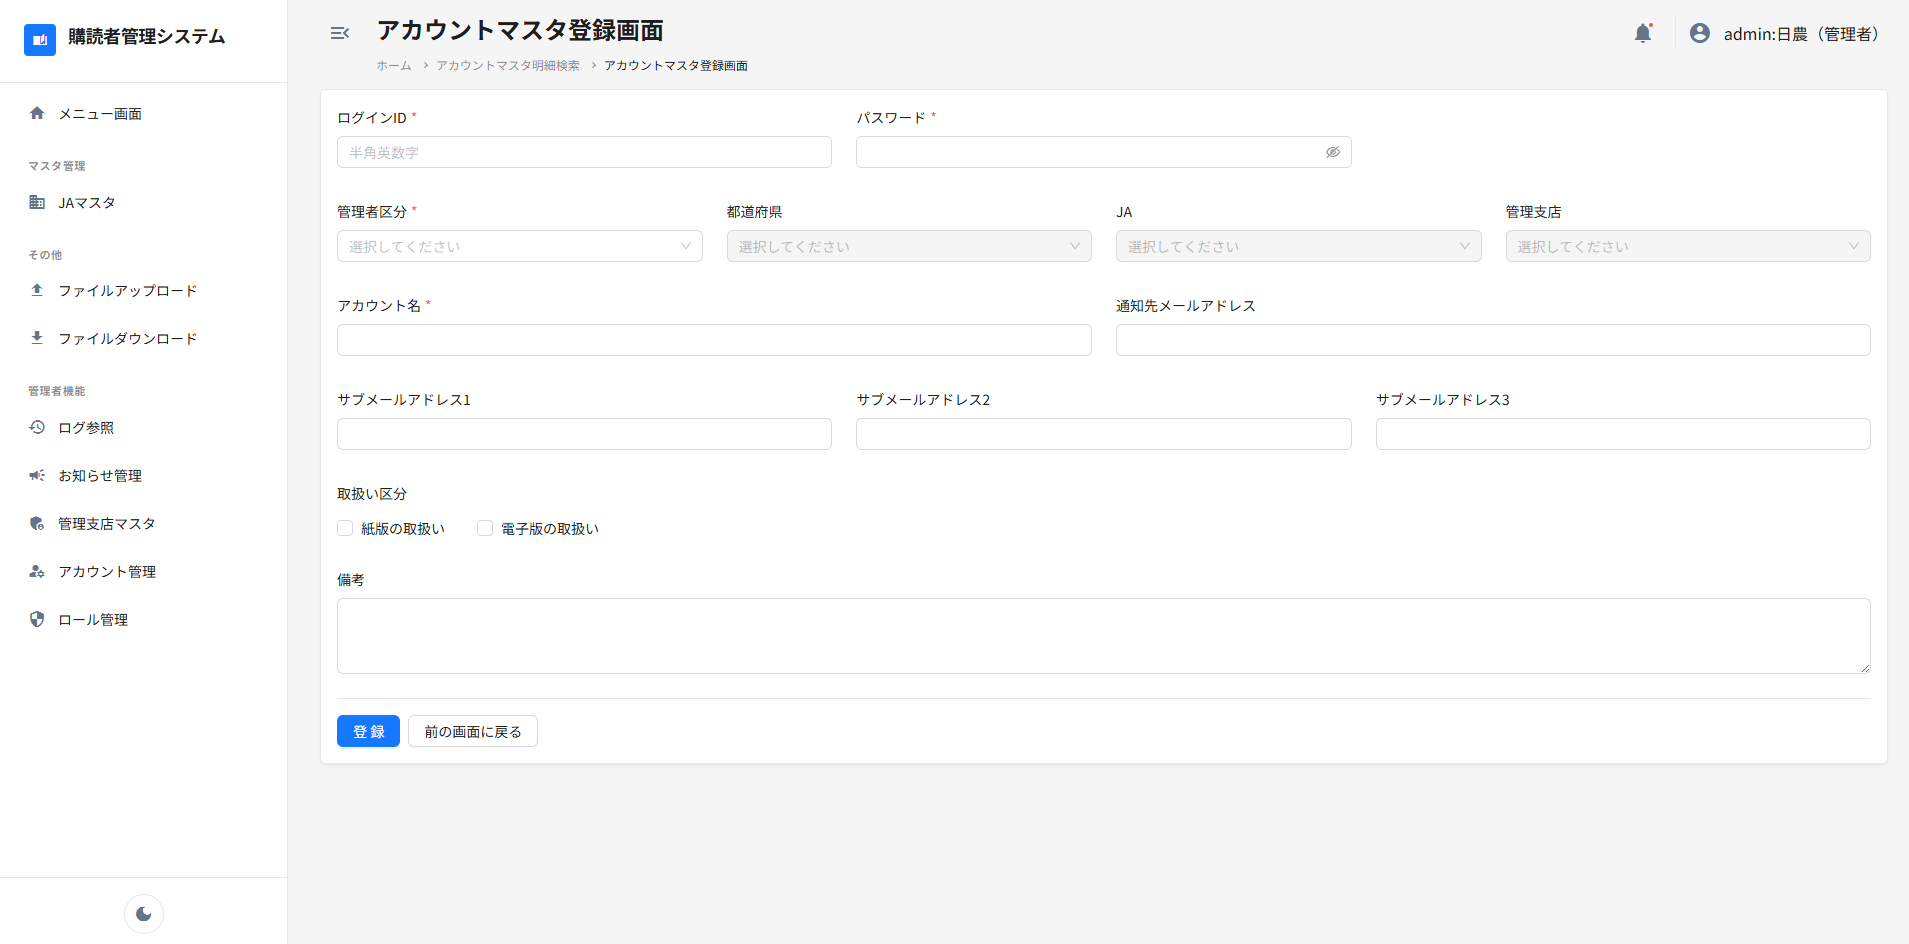 購読者管理システム
メニュー画面
マスタ管理
JAマスタ
その他
ファイルアップロード
ファイルダウンロード
管理者機能
ログ参照
お知らせ管理
管理支店マスタ
アカウント管理
ロール管理
アカウントマスタ登録画面
admin:日農（管理者）
ホーム > アカウントマスタ明細検索 > アカウントマスタ登録画面
ログインID * パスワード *
半角英数字
管理者区分 * 都道府県 JA 管理支店
選択してください 選択してください 選択してください 選択してください
アカウント名 * 通知先メールアドレス
サブメールアドレス1 サブメールアドレス2 サブメールアドレス3
取扱い区分
紙版の取扱い 電子版の取扱い
備考
登録 前の画面に戻る